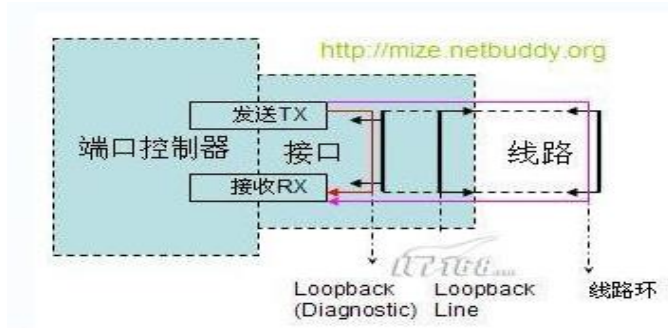 http://mize.netbuddy.org
发送TX
端口控制器
接口
线路
接收RX
Loopback
(Diagnostic)
Loopback
Line
线路环